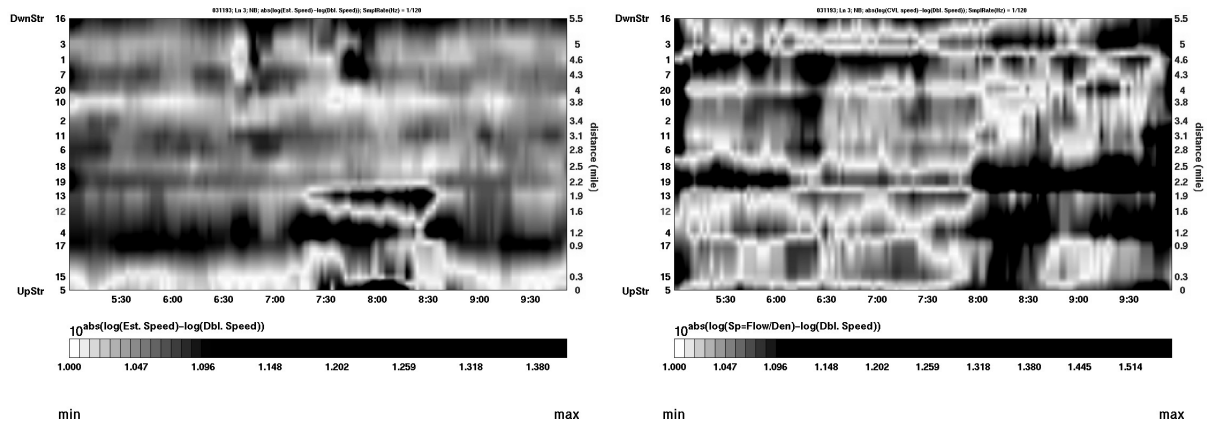 031193; Ln 3; NB; abs(log(Est. Speed)−log(Dbl. Speed)); SmplRate(Hz) = 1/120
DwnStr 16 5.5
3 5
1 4.6
7 4.3
20 4
10 3.8
2 3.4
11 3.1
6 2.8
18 2.5
19 2.2
13 1.9
12 1.6
4 1.2
17 0.9
15 0.3
UpStr 5 0
distance (mile)
5:30 6:00 6:30 7:00 7:30 8:00 8:30 9:00 9:30
10abs(log(Est. Speed)−log(Dbl. Speed))
1.000 1.047 1.096 1.148 1.202 1.259 1.318 1.380
min max
031193; Ln 3; NB; abs(log(CVL speed)−log(Dbl. Speed)); SmplRate(Hz) = 1/120
DwnStr 16 5.5
3 5
1 4.6
7 4.3
20 4
10 3.8
2 3.4
11 3.1
6 2.8
18 2.5
19 2.2
13 1.9
12 1.6
4 1.2
17 0.9
15 0.3
UpStr 5 0
distance (mile)
5:30 6:00 6:30 7:00 7:30 8:00 8:30 9:00 9:30
10abs(log(Sp=Flow/Den)−log(Dbl. Speed))
1.000 1.047 1.096 1.148 1.202 1.259 1.318 1.380 1.445 1.514
min max